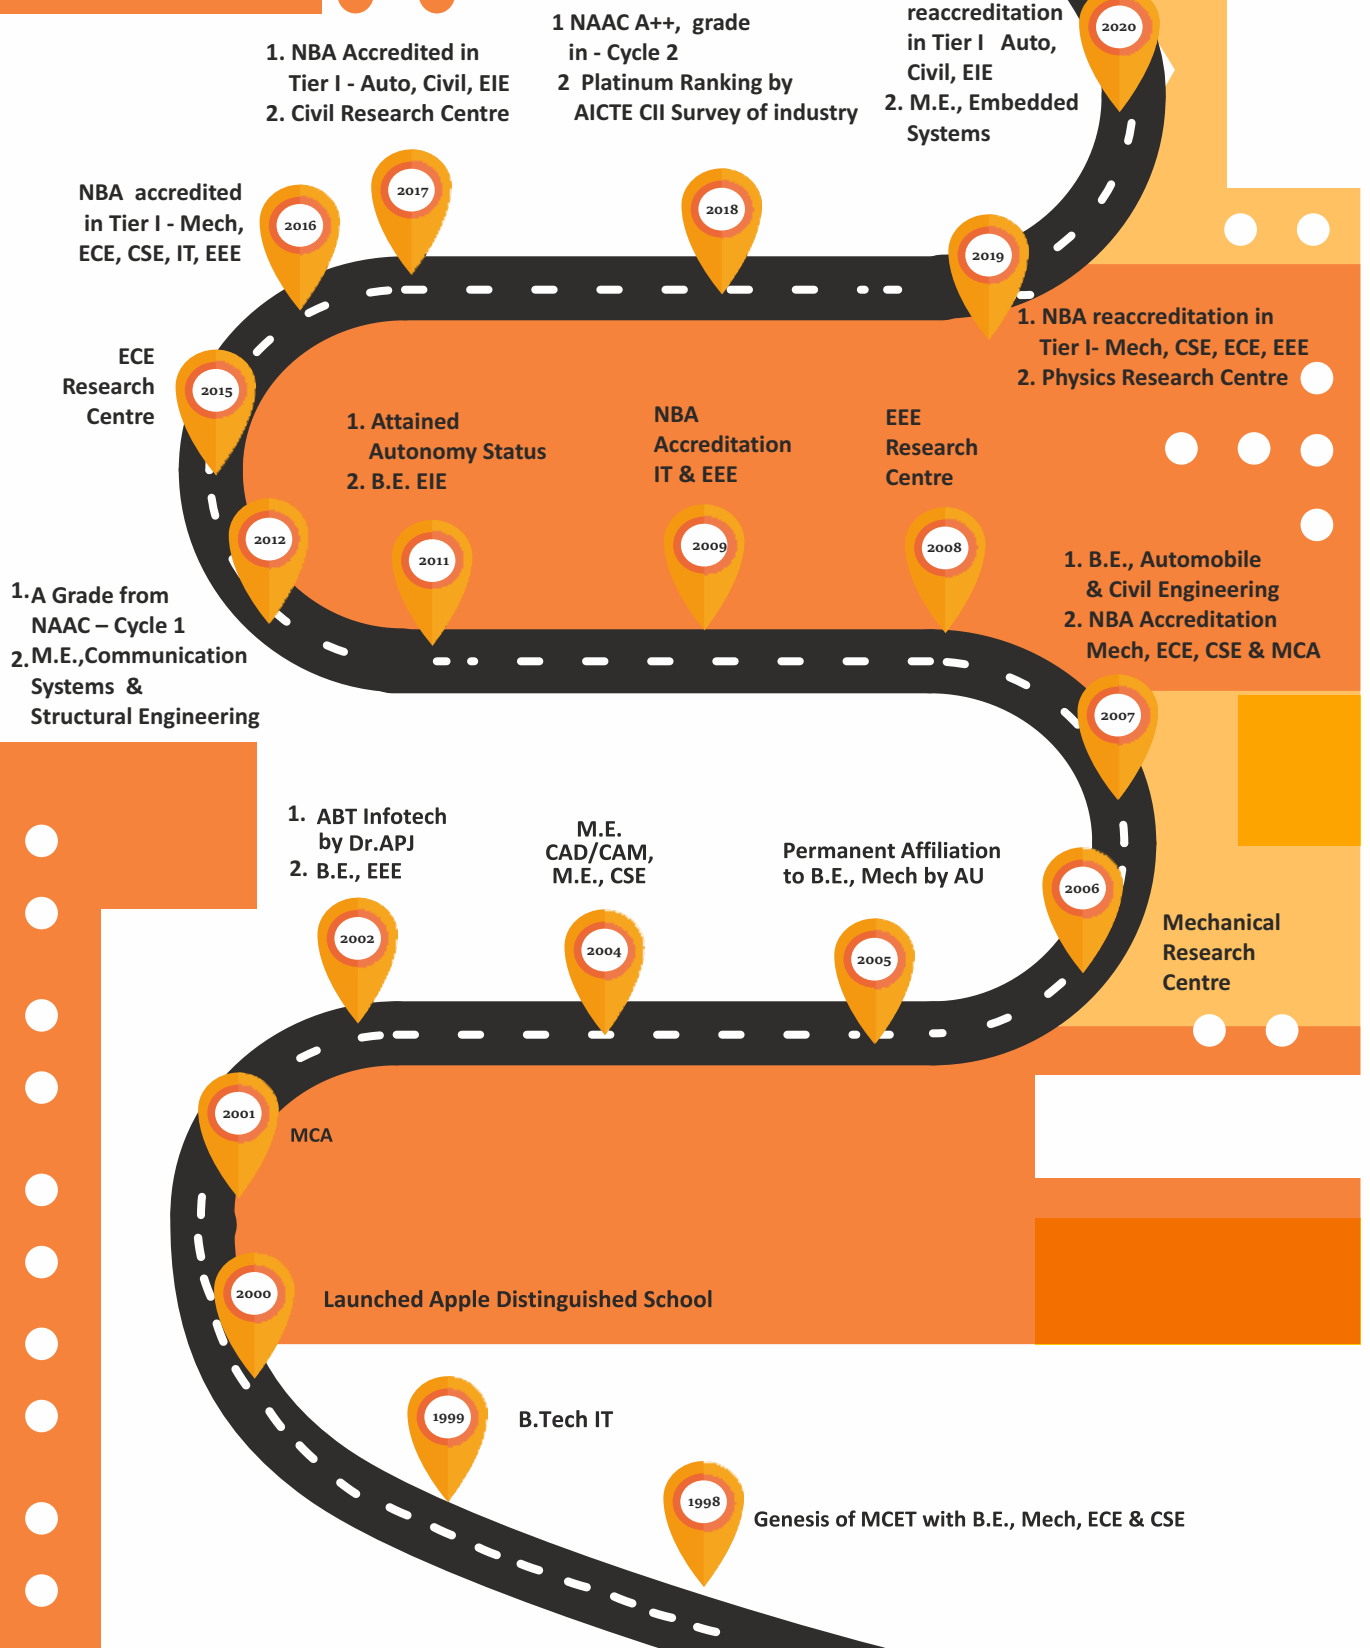 1. NBA Accredited in
Tier I - Auto, Civil, EIE
2. Civil Research Centre
1 NAAC A++, grade
in - Cycle 2
2 Platinum Ranking by
AICTE CII Survey of industry
reaccreditation
in Tier I Auto,
Civil, EIE
2. M.E., Embedded
Systems
2020
NBA accredited
in Tier I - Mech,
ECE, CSE, IT, EEE
2016
2017
2018
2019
1. NBA reaccreditation in
Tier I- Mech, CSE, ECE, EEE
2. Physics Research Centre
ECE
Research
Centre
2015
1. Attained
Autonomy Status
2. B.E. EIE
NBA
Accreditation
IT & EEE
EEE
Research
Centre
2012
2011
2009
2008
1. B.E., Automobile
& Civil Engineering
2. NBA Accreditation
Mech, ECE, CSE & MCA
1. A Grade from
NAAC – Cycle 1
2. M.E.,Communication
Systems &
Structural Engineering
2007
1. ABT Infotech
by Dr.APJ
2. B.E., EEE
M.E.
CAD/CAM,
M.E., CSE
Permanent Affiliation
to B.E., Mech by AU
2006
Mechanical
Research
Centre
2002
2004
2005
2001
MCA
2000
Launched Apple Distinguished School
1999
B.Tech IT
1998
Genesis of MCET with B.E., Mech, ECE & CSE